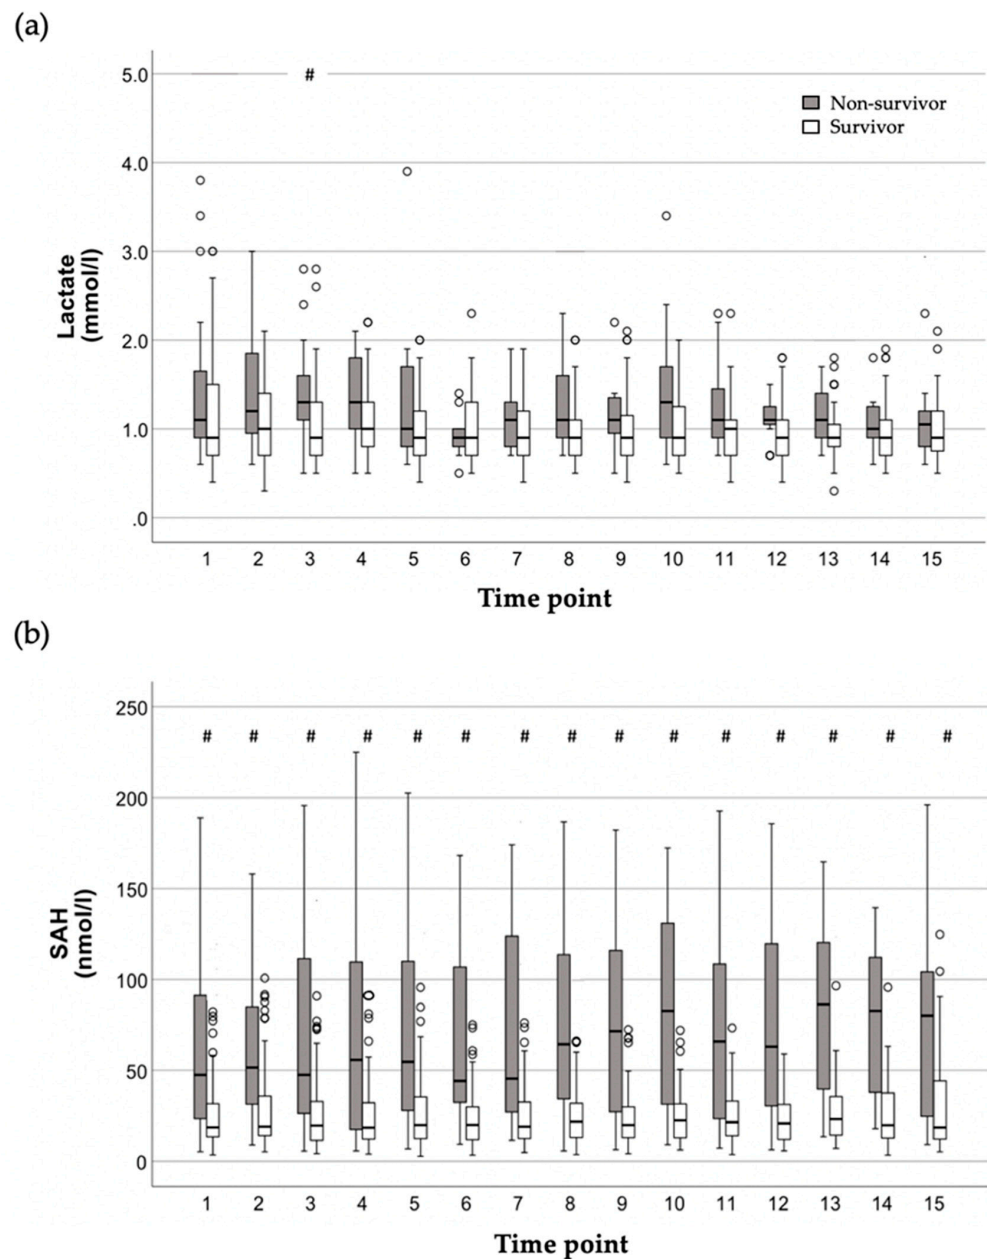 (a)
5.0
#
Non-survivor
Survivor
4.0
3.0
2.0
1.0
.0
Lactate
(mmol/l)
1 2 3 4 5 6 7 8 9 10 11 12 13 14 15
Time point
(b)
250
# # # # # # # # # # # # # # #
200
150
100
50
0
SAH
(nmol/l)
1 2 3 4 5 6 7 8 9 10 11 12 13 14 15
Time point